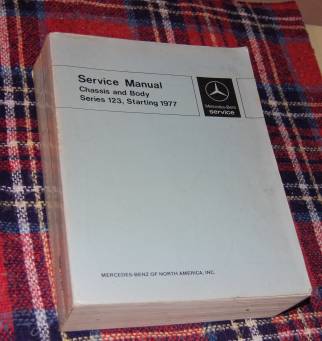 Service Manual
Chassis and Body
Series 123, Starting 1977
Mercedes-Benz
service
MERCEDES-BENZ OF NORTH AMERICA, INC.